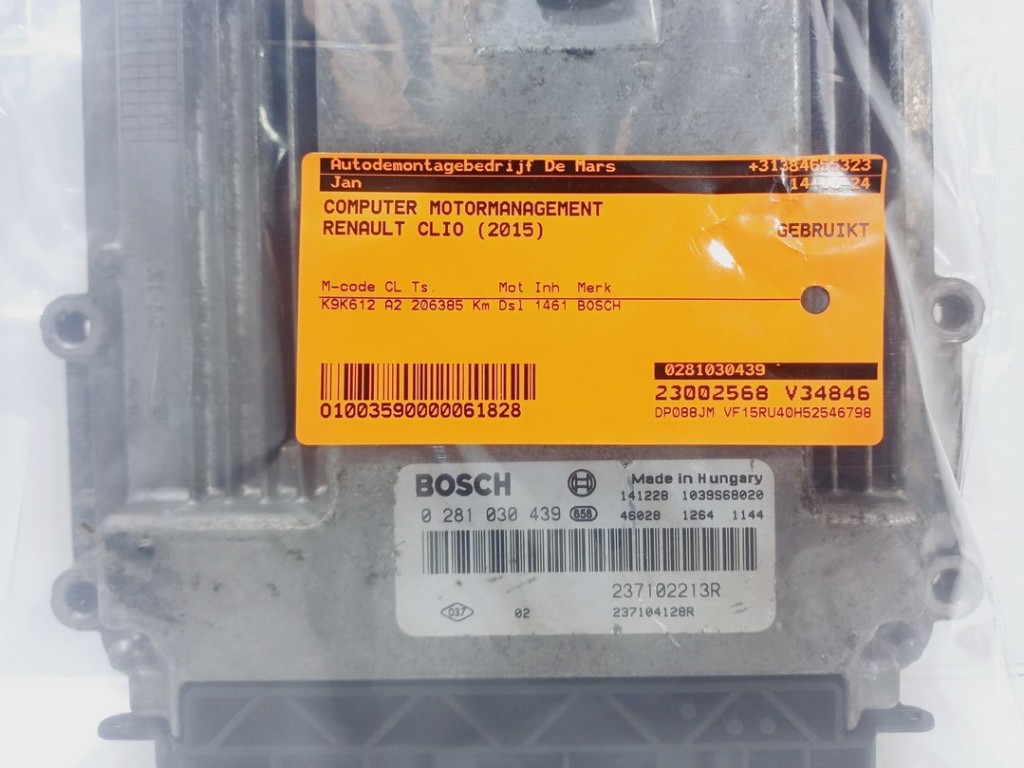 Autodemontagebedrijf De Mars
Jan
COMPUTER MOTORMANAGEMENT
RENAULT CLIO (2015) GEBRUIKT
M-code CL Ts. Mot Inh Merk
K9K612 A2 206385 Km Dsl 1461 BOSCH
0281030439
01003590000061828 23002568 V34846
DP088JM VF15RU40H52546798
BOSCH Made in Hungary
141228 1039S68020
0 281 030 439 658 46028 1264 1144
237102213R
037 02 237104128R